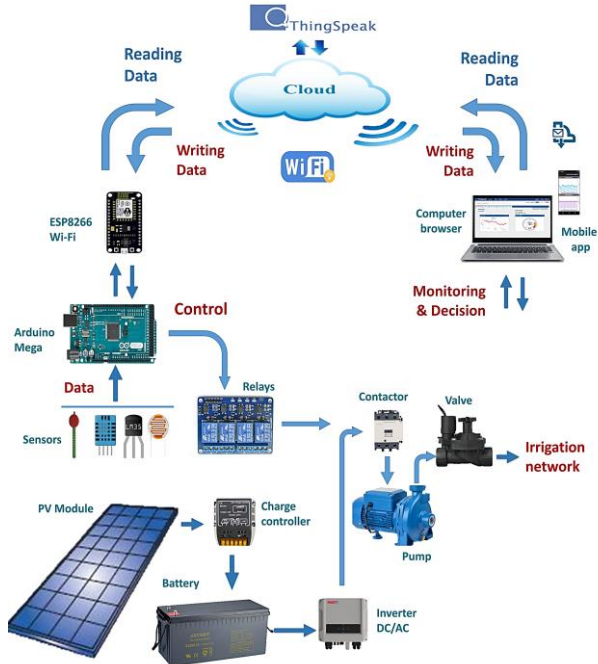 ThingSpeak
Reading
Data
Cloud
Reading
Data
Writing
Data
WiFi
Writing
Data
ESP8266
Wi-Fi
Computer
browser
Mobile
app
Monitoring
& Decision
Arduino
Mega
Control
Data
Sensors
LM35
Relays
Contactor
Valve
Irrigation
network
Pump
PV Module
Charge
controller
Battery
Inverter
DC/AC